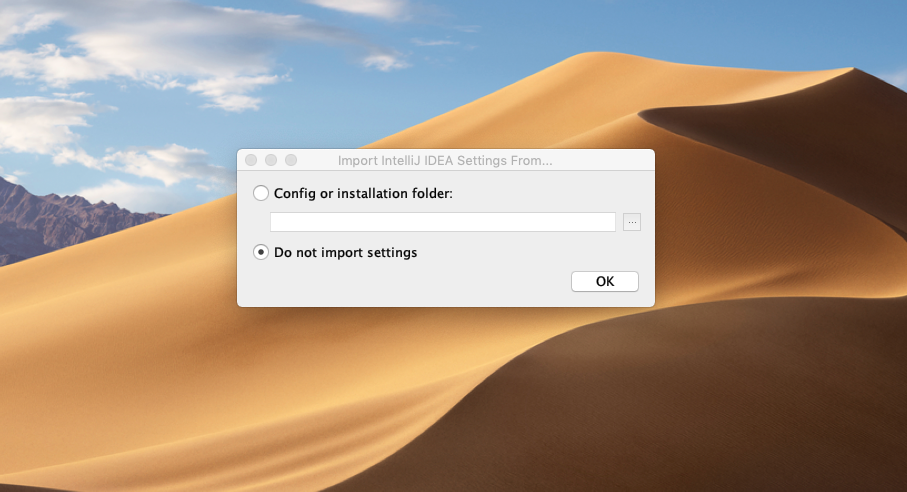 Import IntelliJ IDEA Settings From...
Config or installation folder:
...
Do not import settings
OK